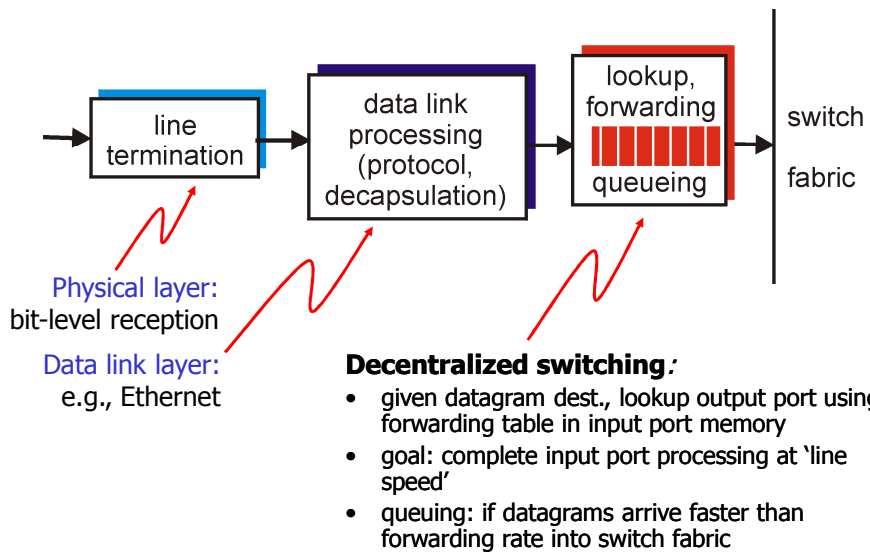 line
termination
data link
processing
(protocol,
decapsulation)
lookup,
forwarding
queueing
switch
fabric
Physical layer:
bit-level reception
Data link layer:
e.g., Ethernet
Decentralized switching:
• given datagram dest., lookup output port using
forwarding table in input port memory
• goal: complete input port processing at ‘line
speed’
• queuing: if datagrams arrive faster than
forwarding rate into switch fabric